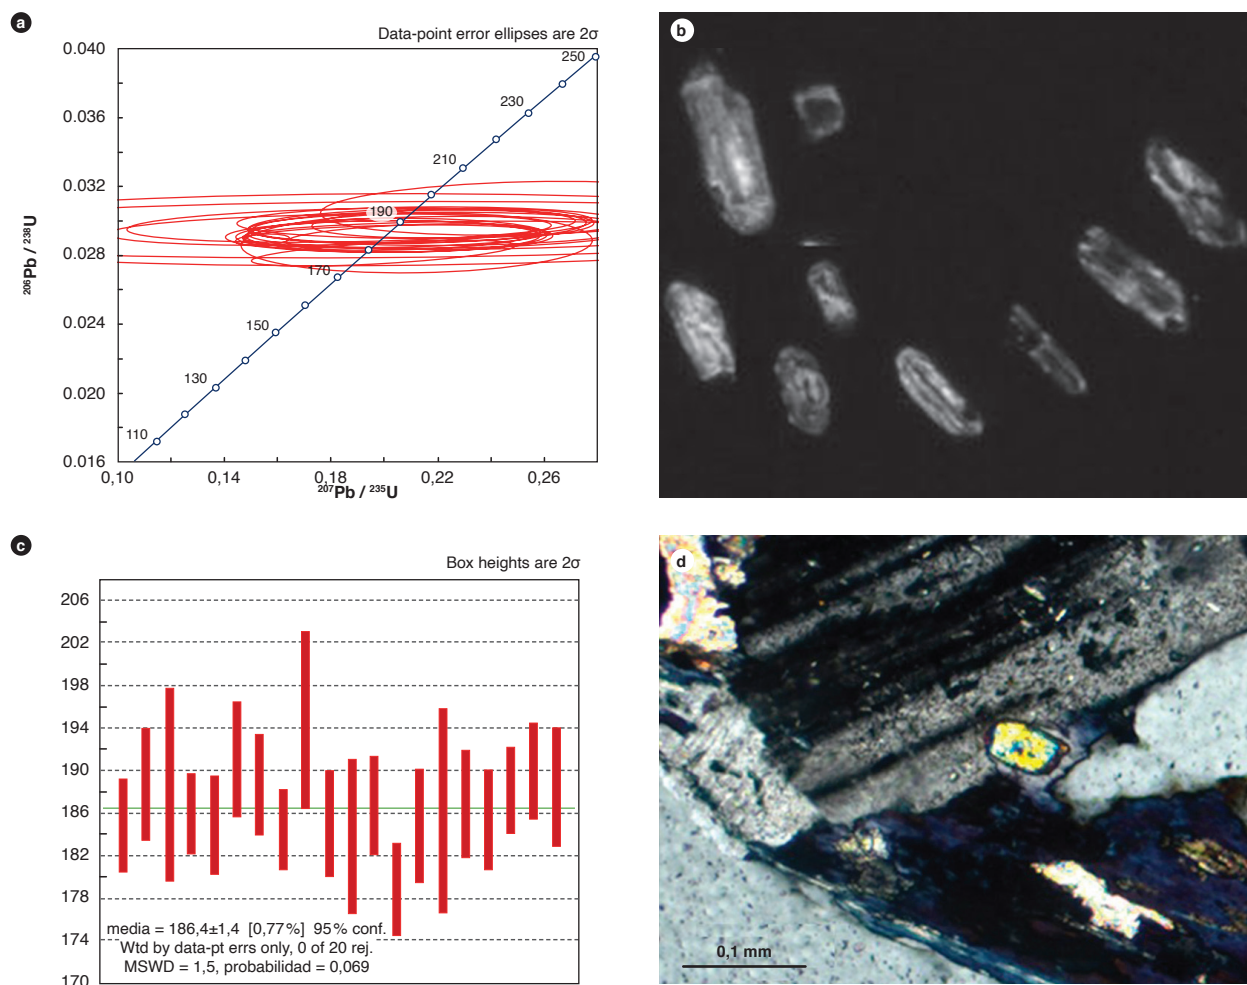 a
Data-point error ellipses are 2σ
0.040
0.036
0.032
0.028
0.024
0.020
0.016
206Pb / 238U
250
230
210
190
170
150
130
110
0,10
0,14
0,18
0,22
0,26
207Pb / 235U
b
c
Box heights are 2σ
206
202
198
194
190
186
182
178
174
170
media = 186,4±1,4 [0,77%] 95% conf.
Wtd by data-pt errs only, 0 of 20 rej.
MSWD = 1,5, probabilidad = 0,069
d
0,1 mm